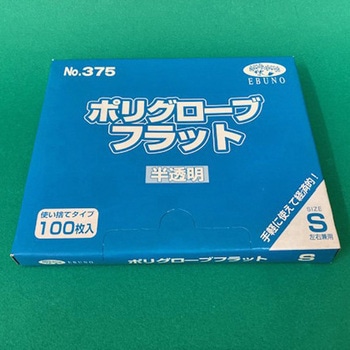 No.375
EBUNO
ポリグローブ
フラット
半透明
使い捨てタイプ
100枚入
手軽に使えて経済的!
SIZE
S
左右兼用
ポリグローブフラット
S